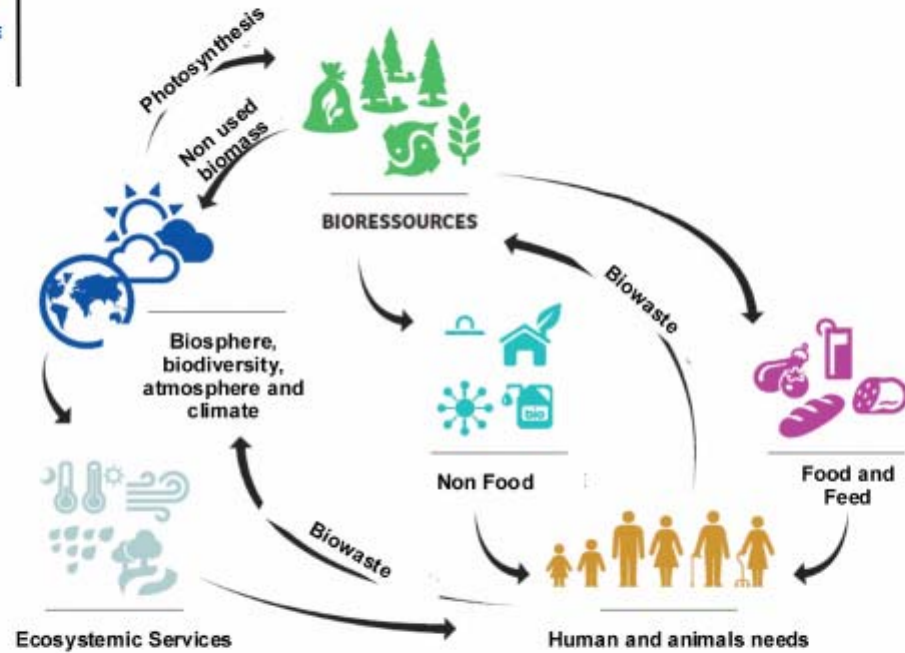 Photosynthesis
Non used
biomass
BIORESSOURCES
Biowaste
Biosphere,
biodiversity,
atmosphere and
climate
bio
Non Food
Food and
Feed
Biowaste
Ecosystemic Services
Human and animals needs